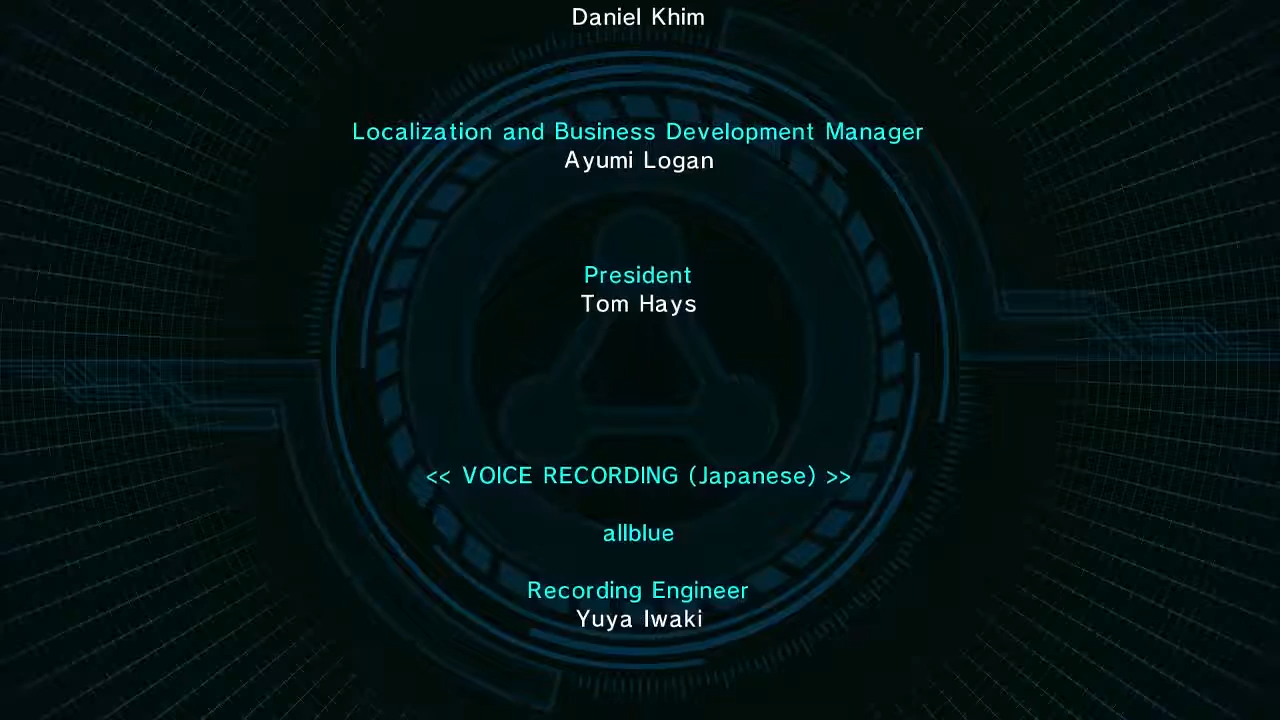 Daniel Khim
Localization and Business Development Manager
Ayumi Logan
President
Tom Hays
<< VOICE RECORDING (Japanese) >>
allblue
Recording Engineer
Yuya Iwaki